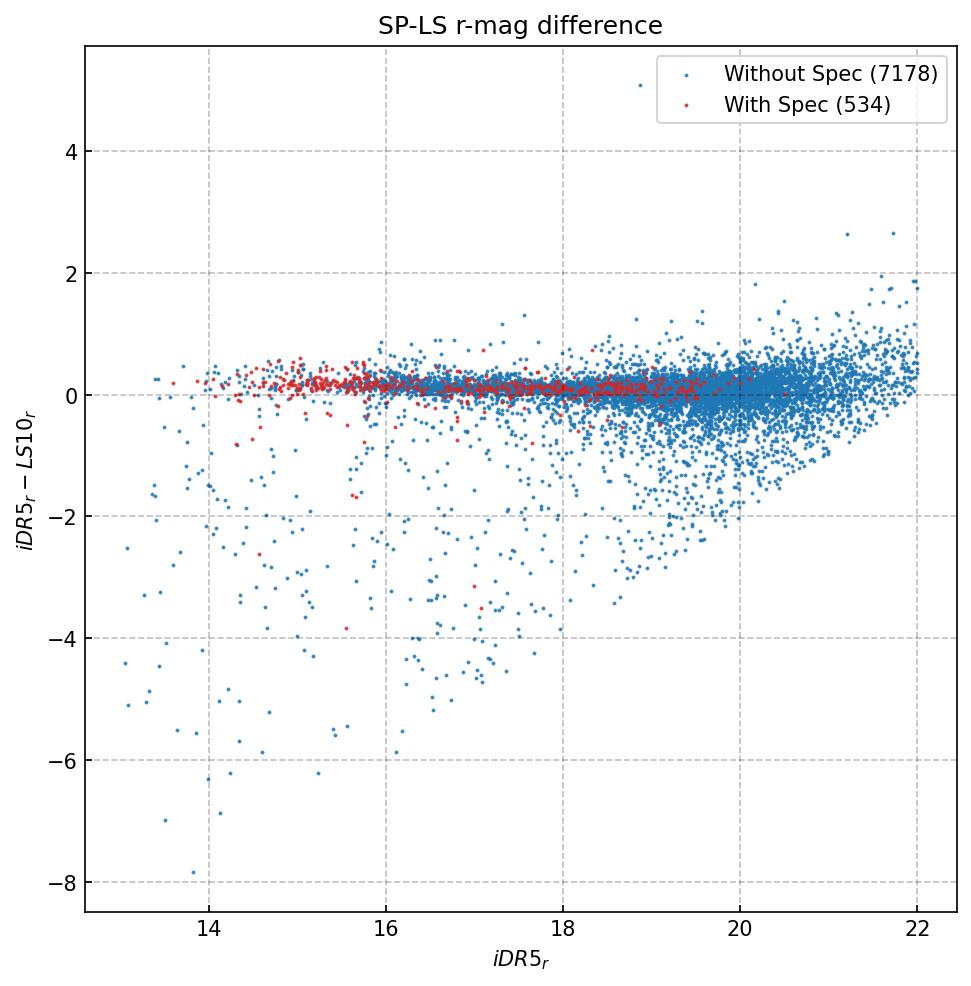 SP-LS r-mag difference
Without Spec (7178)
With Spec (534)
4
2
0
−2
−4
−6
−8
iDR5r − LS10r
14 16 18 20 22
iDR5r